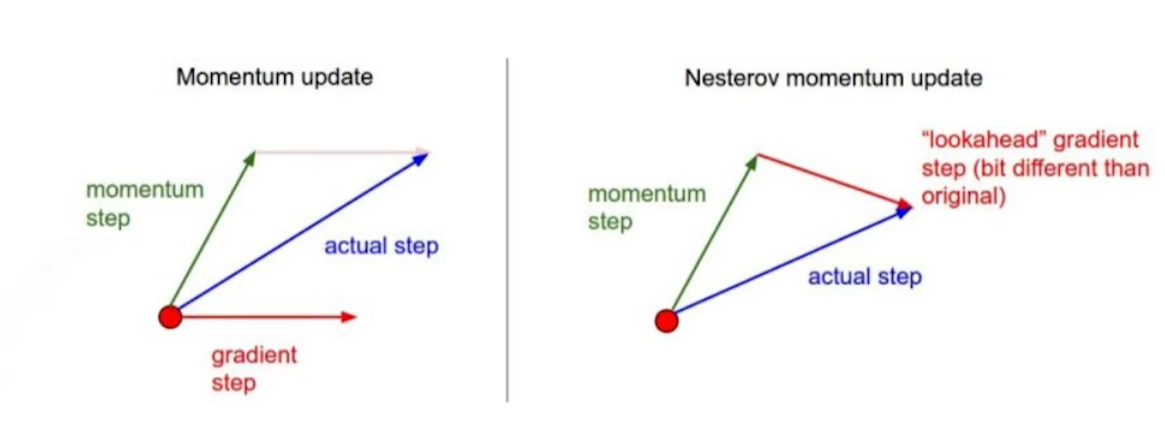 Momentum update
momentum
step
actual step
gradient
step
Nesterov momentum update
“lookahead” gradient
step (bit different than
original)
momentum
step
actual step